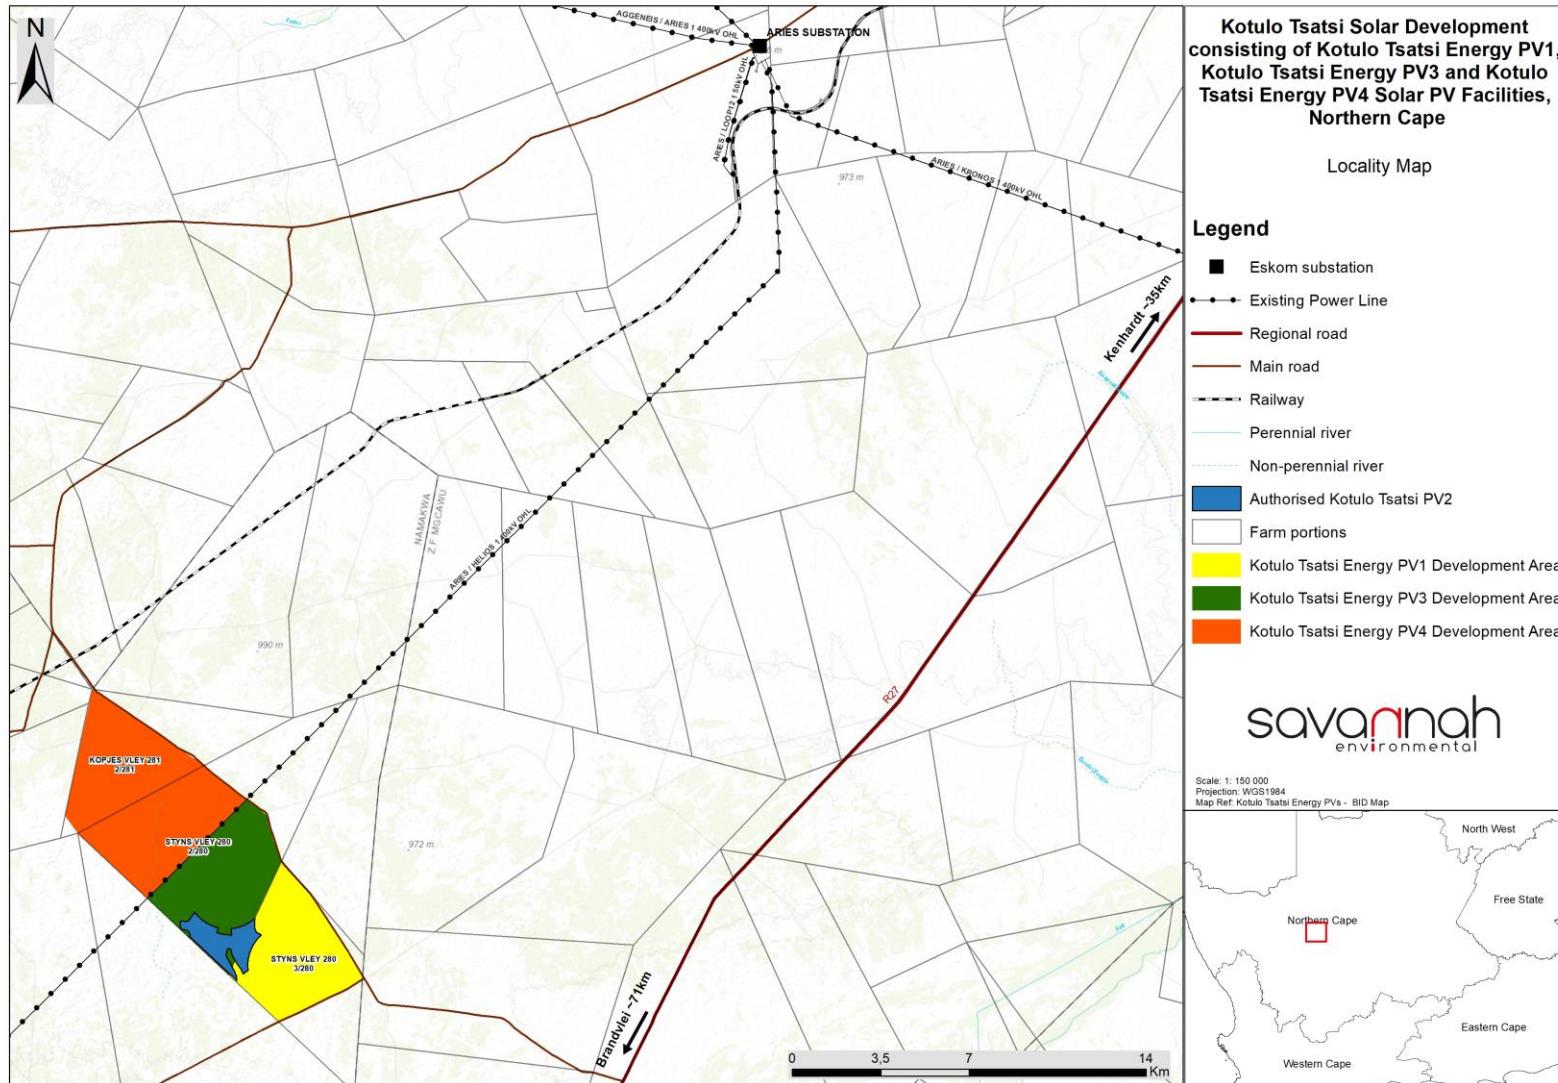 N
AGGENEIS / ARIES 1 400kV OHL
ARIES SUBSTATION
ARIES / LOOP12 1 50kV OHL
ARIES / KRONOS 1 400kV OHL
973 m
Kenhardt ~35km
NAMAKWA
Z F MGCAWU
ARIES / HELIOS 1 400kV OHL
990 m
R27
KOPJES VLEY 281
2/281
STYNS VLEY 280
2/280
972 m
STYNS VLEY 280
3/280
Brandvlei ~71km
0 3,5 7 14
Km
Kotulo Tsatsi Solar Development
consisting of Kotulo Tsatsi Energy PV1,
Kotulo Tsatsi Energy PV3 and Kotulo
Tsatsi Energy PV4 Solar PV Facilities,
Northern Cape
Locality Map
Legend
Eskom substation
Existing Power Line
Regional road
Main road
Railway
Perennial river
Non-perennial river
Authorised Kotulo Tsatsi PV2
Farm portions
Kotulo Tsatsi Energy PV1 Development Area
Kotulo Tsatsi Energy PV3 Development Area
Kotulo Tsatsi Energy PV4 Development Area
savannah
environmental
Scale: 1: 150 000
Projection: WGS1984
Map Ref: Kotulo Tsatsi Energy PVs - BID Map
North West
Free State
Northern Cape
Eastern Cape
Western Cape